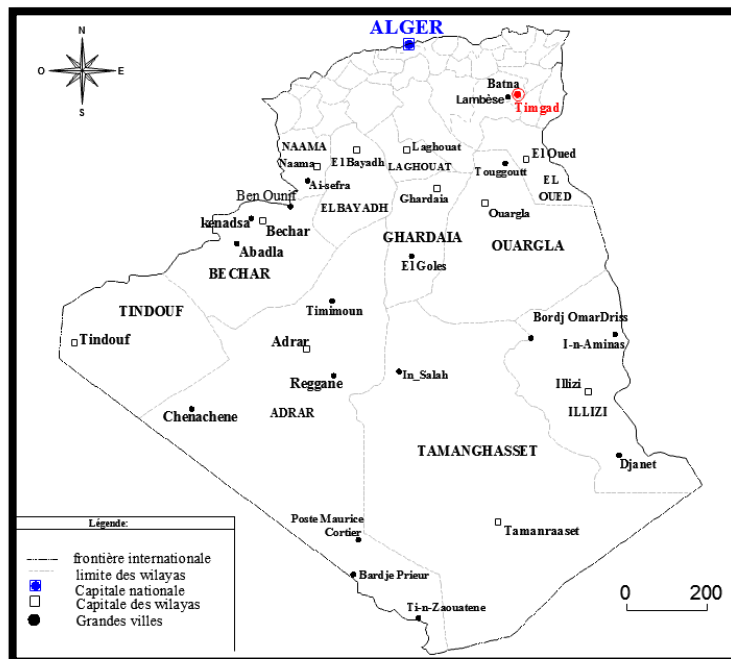 ALGER
N
O
E
S
Batna
Lambèse
Timgad
NAAMA
Naama
El Bayadh
Laghouat
LAGHOUAT
El Oued
Touggoutt
EL
OUED
Ai-sefra
Ghardaia
Ben Ounif
ELBAYADH
Ouargla
kenadsa
Bechar
Abadla
GHARDAIA
OUARGLA
BECHAR
El Goles
TINDOUF
Timimoun
Bordj OmarDriss
Tindouf
Adrar
I-n-Aminas
Reggane
In_Salah
Illizi
Chenachene
ADRAR
ILLIZI
TAMANGHASSET
Djanet
Poste Maurice
Cortier
Tamanraaset
Bardje Prieur
Ti-n-Zaouatene
Légende:
frontière internationale
limite des wilayas
Capitale nationale
Capitale des wilayas
Grandes villes
0 200